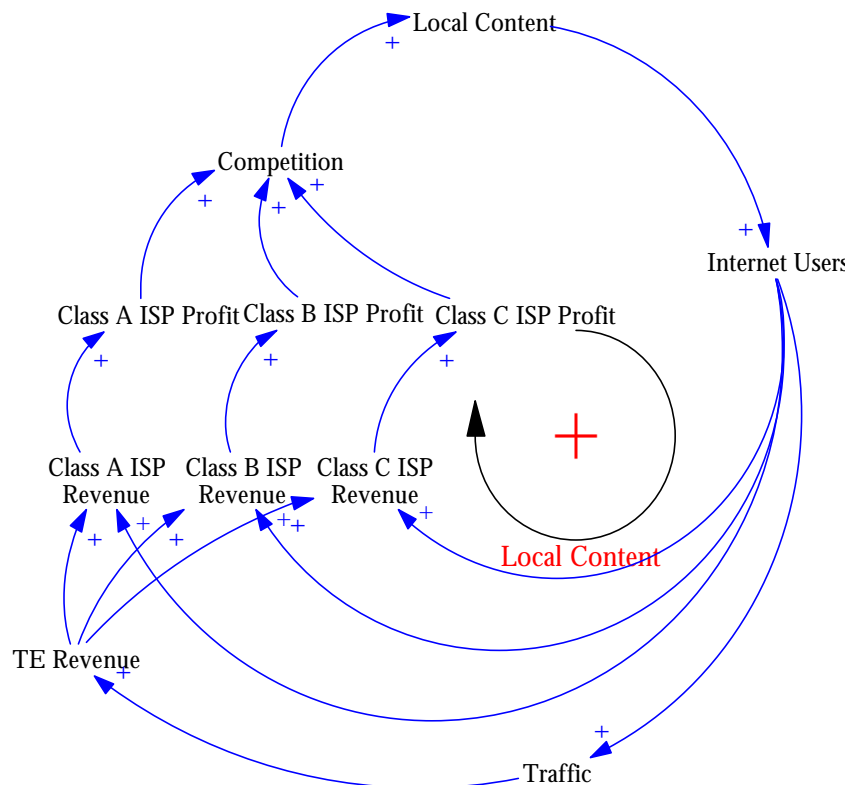 Local Content
+
Competition
+
+
+
+
Internet Users
Class A ISP Profit
Class B ISP Profit
Class C ISP Profit
+
+
+
+
Class A ISP
Revenue
Class B ISP
Revenue
Class C ISP
Revenue
+
+
+
+
+
+
+
Local Content
TE Revenue
+
+
Traffic